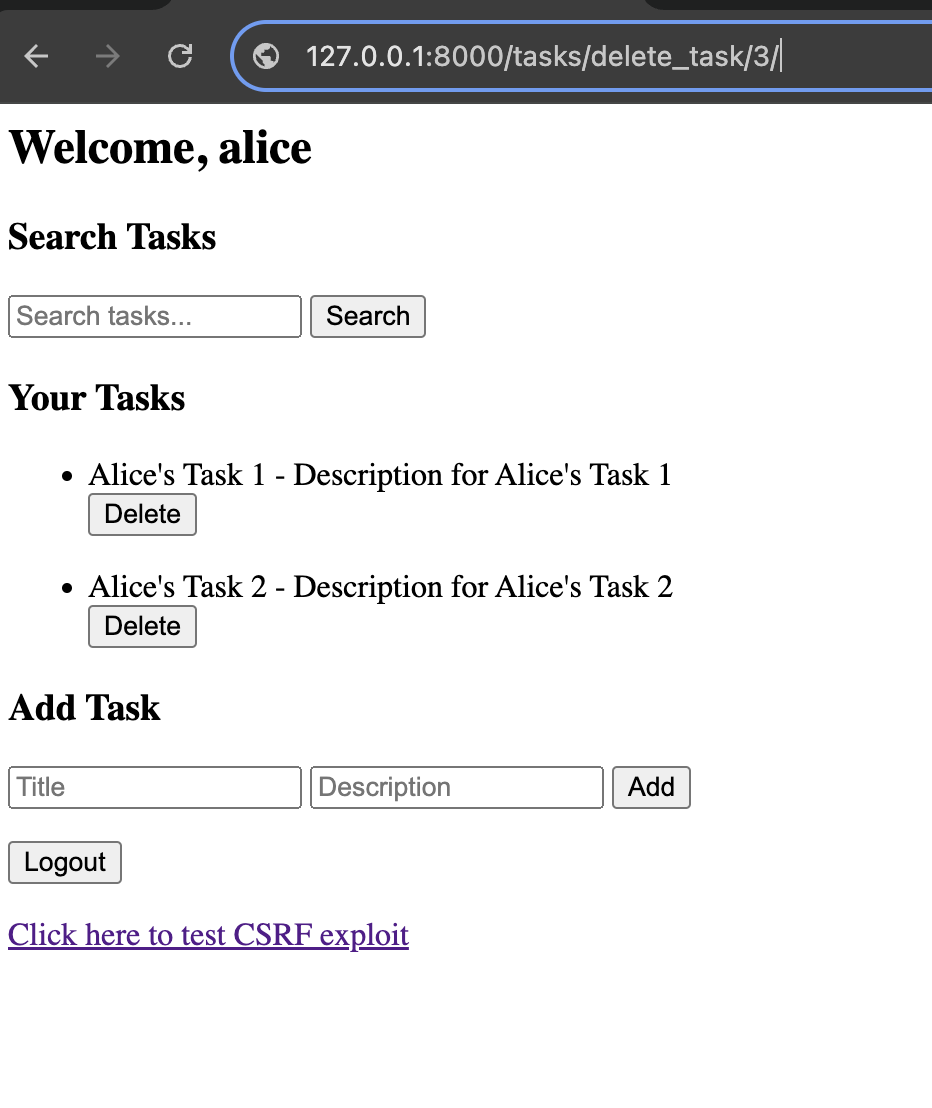 127.0.0.1:8000/tasks/delete_task/3/
Welcome, alice
Search Tasks
Search tasks... Search
Your Tasks
• Alice's Task 1 - Description for Alice's Task 1
Delete
• Alice's Task 2 - Description for Alice's Task 2
Delete
Add Task
Title Description Add
Logout
Click here to test CSRF exploit